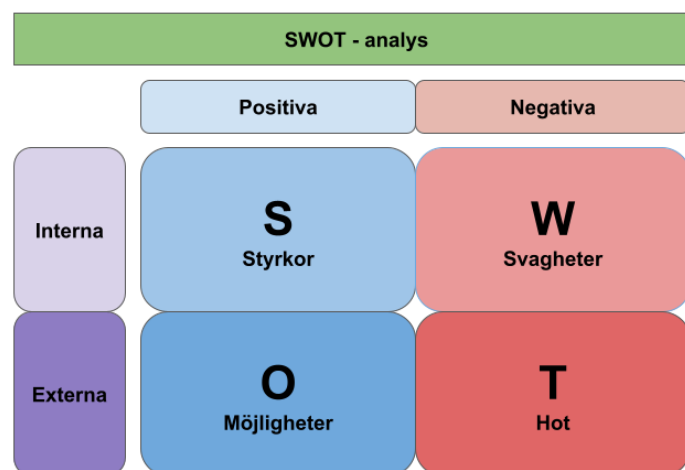 SWOT - analys
Positiva
Negativa
Interna
S
Styrkor
W
Svagheter
Externa
O
Möjligheter
T
Hot